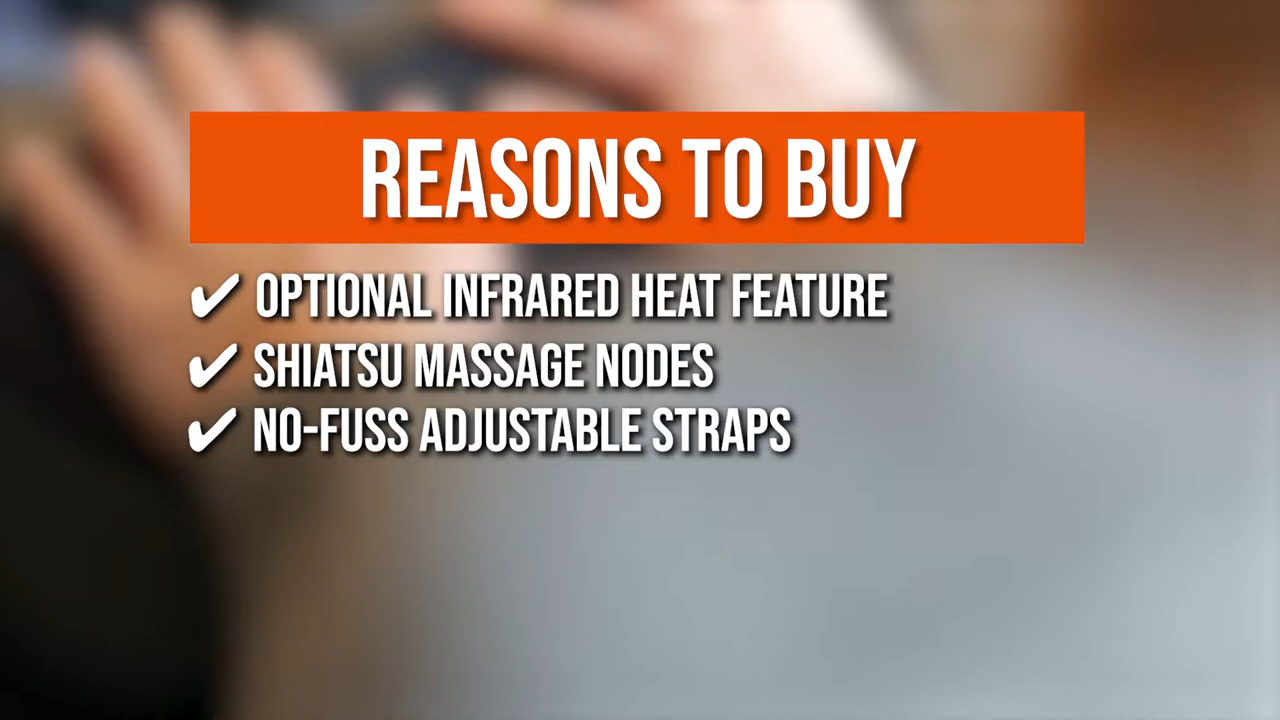 REASONS TO BUY
✔ OPTIONAL INFRARED HEAT FEATURE
✔ SHIATSU MASSAGE NODES
✔ NO-FUSS ADJUSTABLE STRAPS